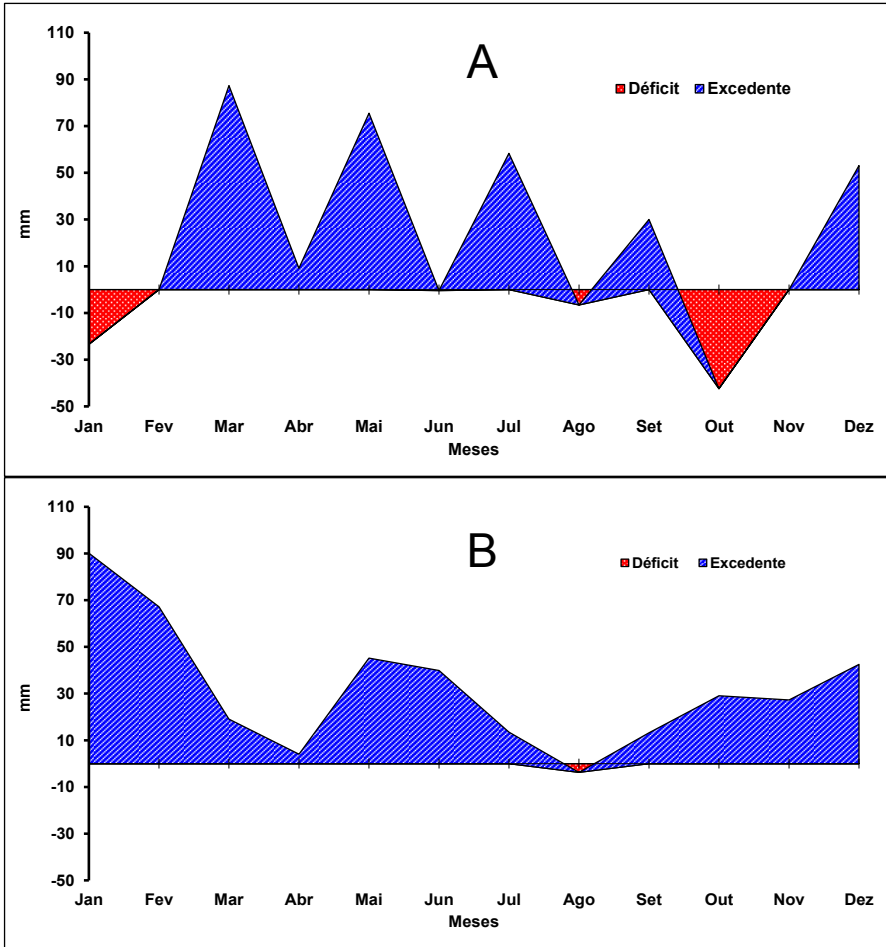 A
Déficit Excedente
110
90
70
50
30
10
-10
-30
-50
mm
Jan Fev Mar Abr Mai Jun Jul Ago Set Out Nov Dez
Meses
B
Déficit Excedente
110
90
70
50
30
10
-10
-30
-50
mm
Jan Fev Mar Abr Mai Jun Jul Ago Set Out Nov Dez
Meses